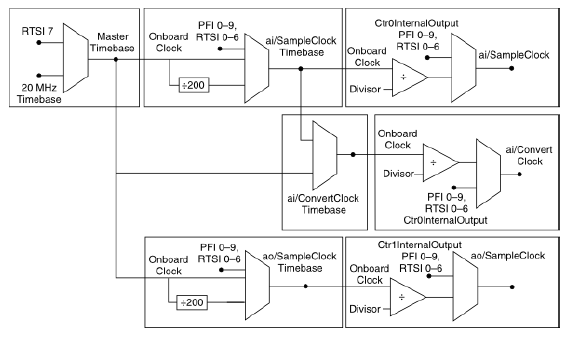 RTSI 7
Master
Timebase
20 MHz
Timebase
Onboard
Clock
PFI 0–9,
RTSI 0–6
÷200
ai/SampleClock
Timebase
Ctr0InternalOutput
PFI 0–9,
RTSI 0–6
Onboard
Clock
÷
Divisor
ai/SampleClock
ai/ConvertClock
Timebase
Onboard
Clock
÷
Divisor
PFI 0–9,
RTSI 0–6
Ctr0InternalOutput
ai/Convert
Clock
Onboard
Clock
PFI 0–9,
RTSI 0–6
÷200
ao/SampleClock
Timebase
Ctr1InternalOutput
PFI 0–9,
RTSI 0–6
Onboard
Clock
÷
Divisor
ao/SampleClock